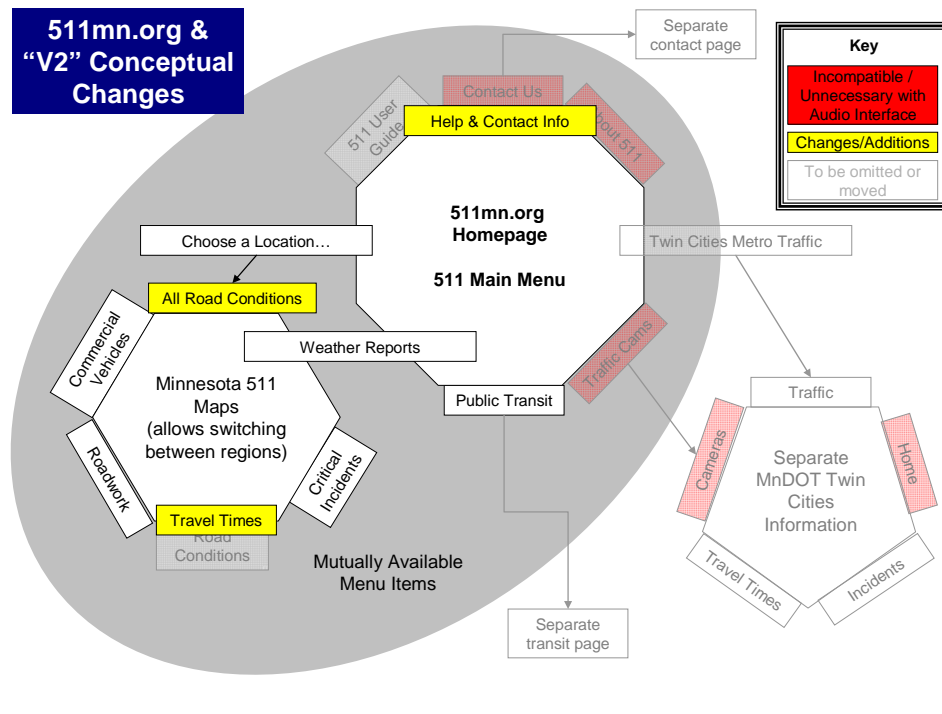 511mn.org &
“V2” Conceptual
Changes
Separate
contact page
Key
Incompatible /
Unnecessary with
Audio Interface
Changes/Additions
To be omitted or
moved
Contact Us
511 User
Guide
Help & Contact Info
About 511
511mn.org
Homepage
511 Main Menu
Choose a Location…
Twin Cities Metro Traffic
All Road Conditions
Commercial
Vehicles
Weather Reports
Traffic Cams
Public Transit
Minnesota 511
Maps
(allows switching
between regions)
Roadwork
Critical
Incidents
Travel Times
Road
Conditions
Mutually Available
Menu Items
Traffic
Cameras
Home
Separate
MnDOT Twin
Cities
Information
Travel Times
Incidents
Separate
transit page